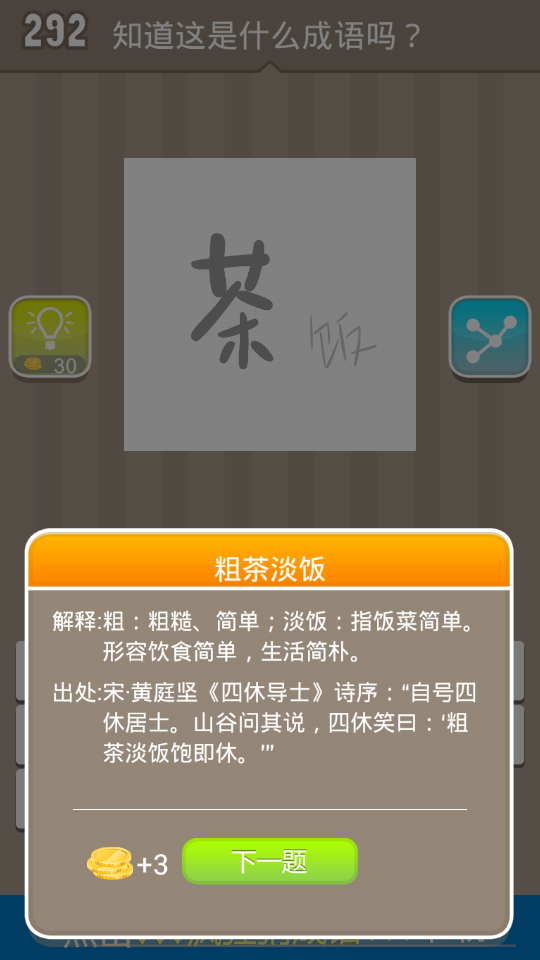 292 知道这是什么成语吗？
茶 饭
30
粗茶淡饭
解释:粗：粗糙、简单；淡饭：指饭菜简单。
形容饮食简单，生活简朴。
出处:宋·黄庭坚《四休导士》诗序：“自号四
休居士。山谷问其说，四休笑曰：‘粗
茶淡饭饱即休。’”
+3 下一题